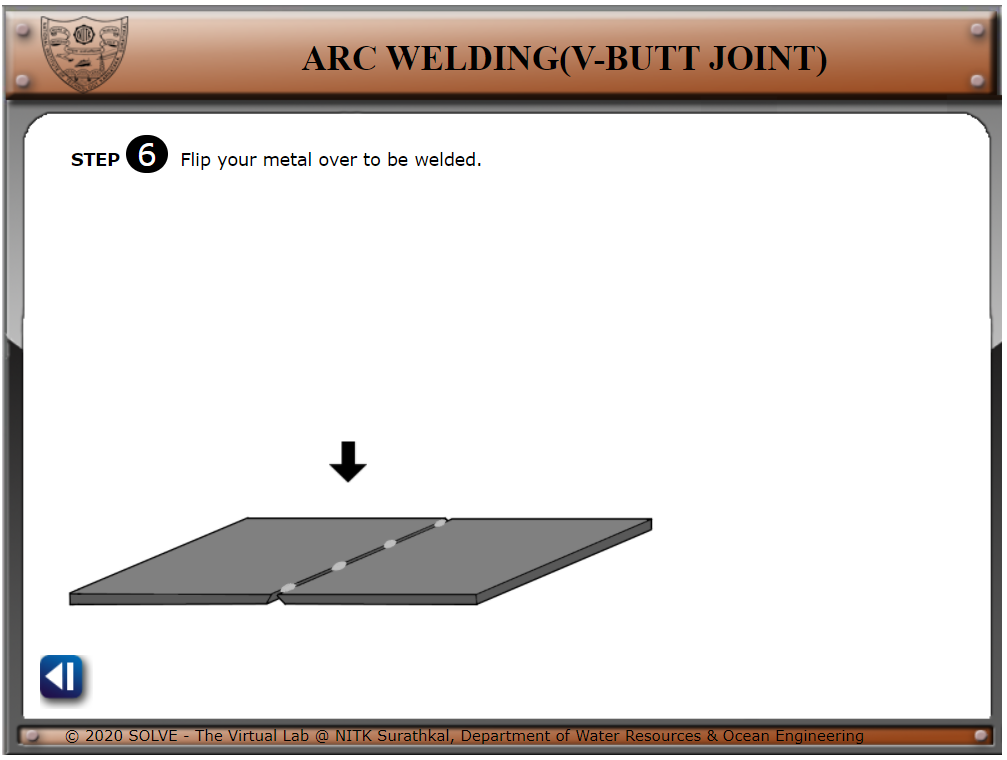 ARC WELDING(V-BUTT JOINT)
STEP 6 Flip your metal over to be welded.
© 2020 SOLVE - The Virtual Lab @ NITK Surathkal, Department of Water Resources & Ocean Engineering